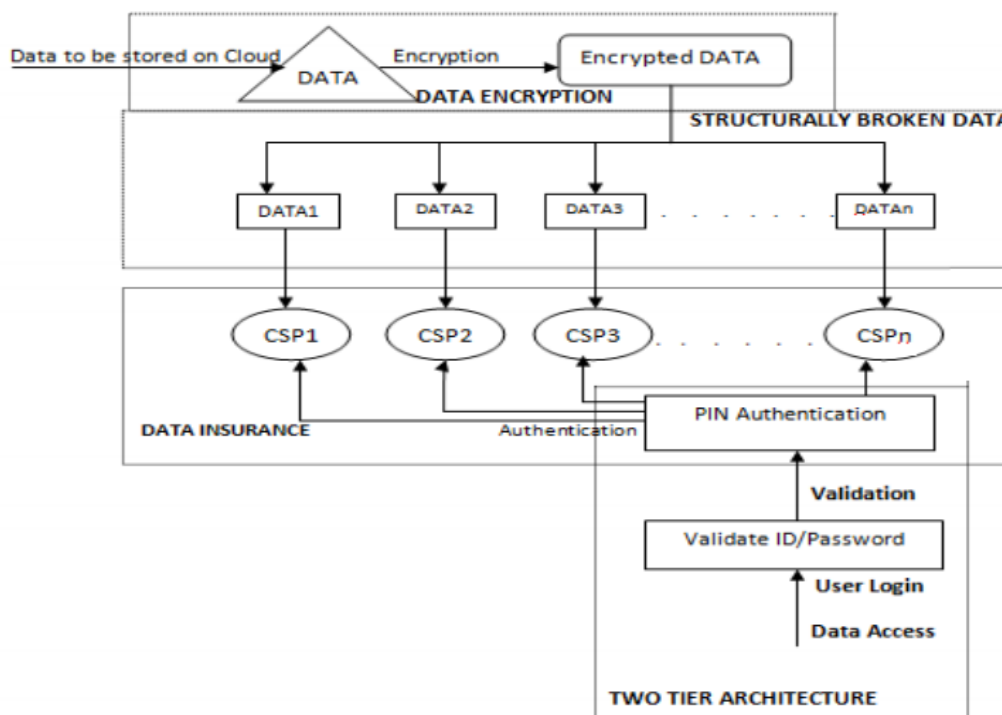 Data to be stored on Cloud
DATA
Encryption
Encrypted DATA
DATA ENCRYPTION
STRUCTURALLY BROKEN DATA
DATA1
DATA2
DATA3
. . . . . . .
DATAn
CSP1
CSP2
CSP3
. . . . . .
CSPn
PIN Authentication
DATA INSURANCE
Authentication
Validation
Validate ID/Password
User Login
Data Access
TWO TIER ARCHITECTURE